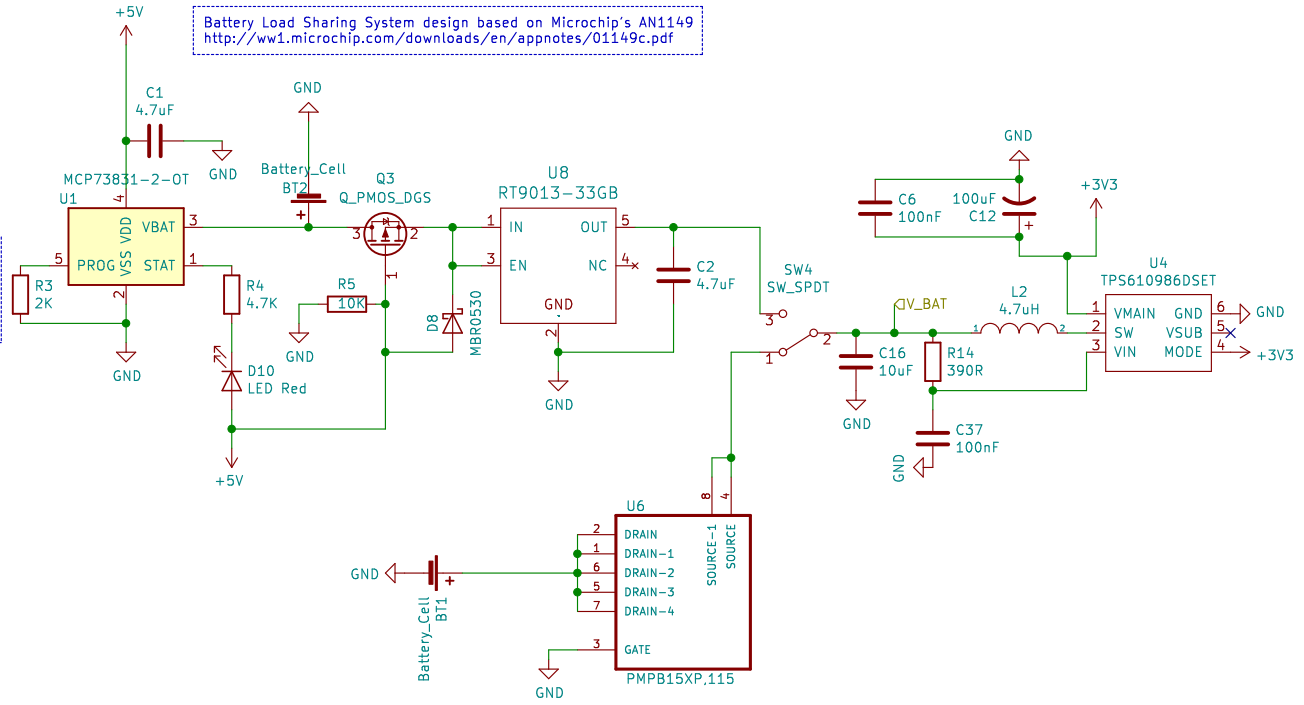 +5V
Battery Load Sharing System design based on Microchip's AN1149
http://ww1.microchip.com/downloads/en/appnotes/01149c.pdf
C1
4.7uF
GND
MCP73831-2-OT
U1
4
VDD
VBAT
3
PROG
5
VSS
STAT
1
2
R3
2K
GND
R4
4.7K
D10
LED Red
+5V
GND
Battery_Cell
BT2
+
Q3
Q_PMOS_DGS
3
2
1
R5
10K
GND
D8
MBR0530
U8
RT9013-33GB
1
IN
OUT
5
3
EN
NC
4
GND
2
GND
C2
4.7uF
SW4
SW_SPDT
3
2
1
V_BAT
C16
10uF
GND
R14
390R
C37
100nF
GND
L2
4.7uH
1
2
GND
C6
100nF
100uF
C12
+
+3V3
U4
TPS610986DSET
1
VMAIN
GND
6
GND
2
SW
VSUB
5
3
VIN
MODE
4
+3V3
U6
8
4
SOURCE-1
SOURCE
2
DRAIN
1
DRAIN-1
6
DRAIN-2
5
DRAIN-3
7
DRAIN-4
3
GATE
PMPB15XP,115
GND
+
Battery_Cell
BT1
GND